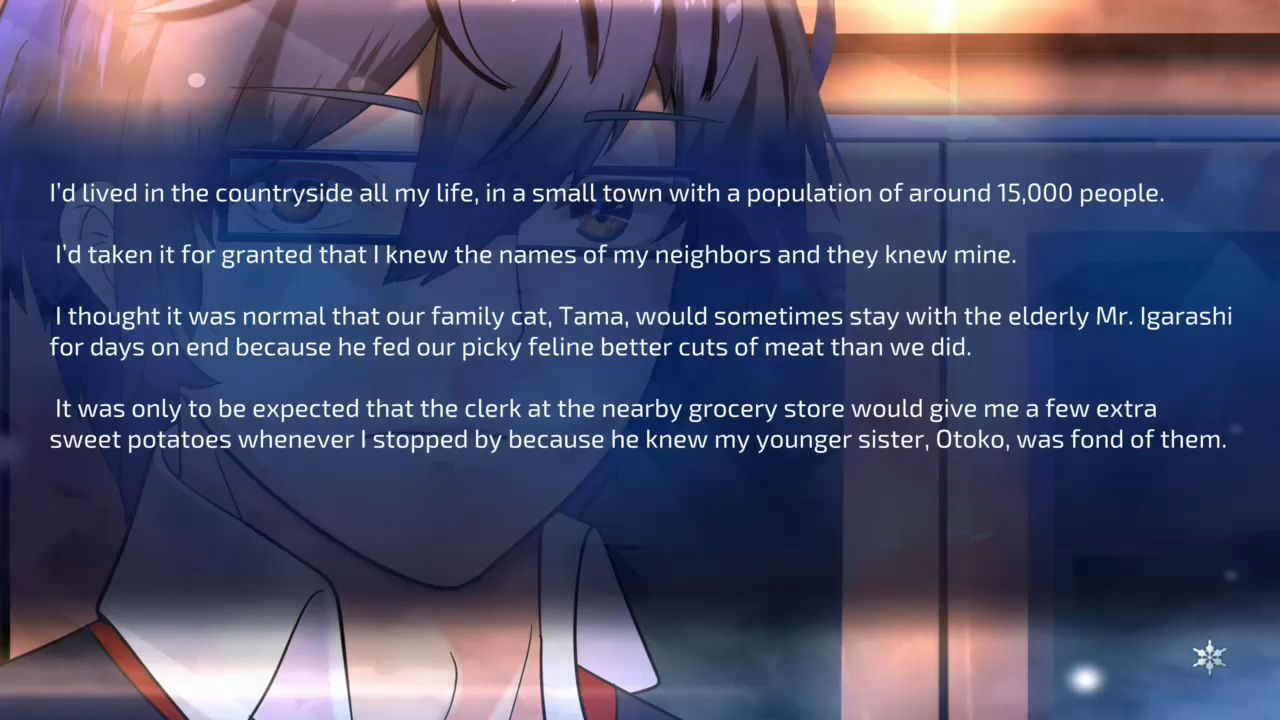 I'd lived in the countryside all my life, in a small town with a population of around 15,000 people.
I'd taken it for granted that I knew the names of my neighbors and they knew mine.
I thought it was normal that our family cat, Tama, would sometimes stay with the elderly Mr. Igarashi
for days on end because he fed our picky feline better cuts of meat than we did.
It was only to be expected that the clerk at the nearby grocery store would give me a few extra
sweet potatoes whenever I stopped by because he knew my younger sister, Otoko, was fond of them.